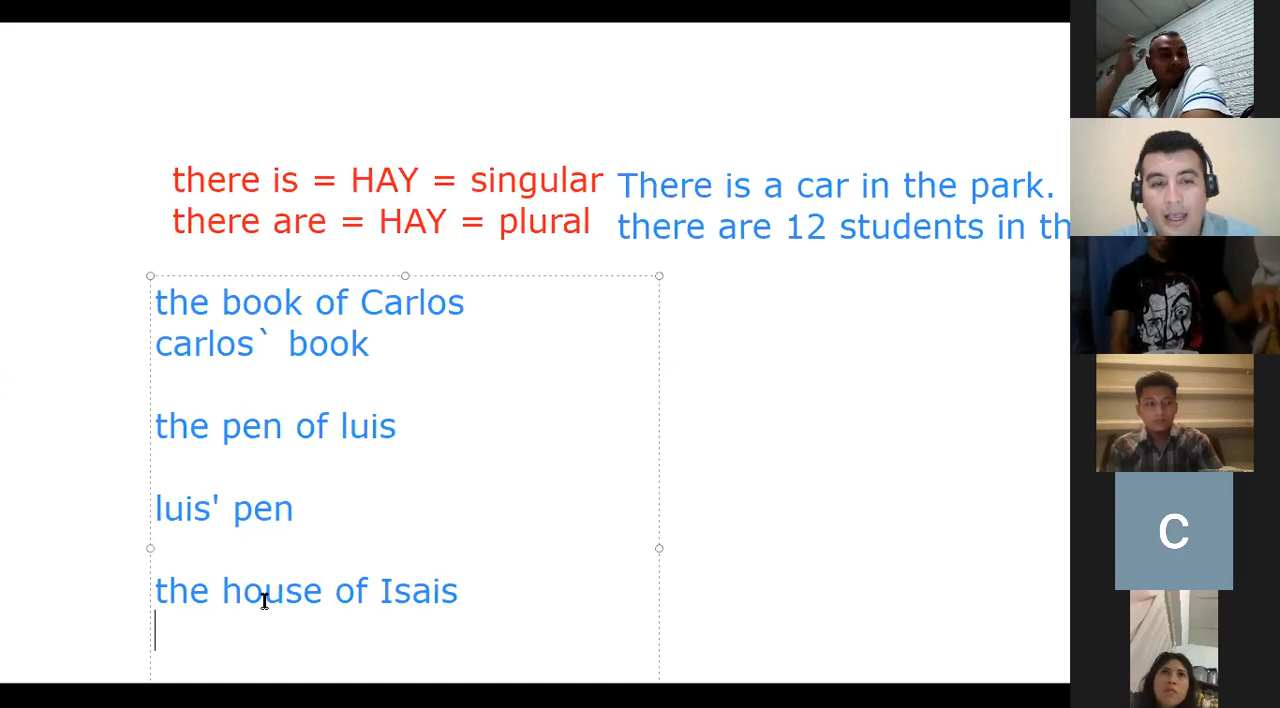 there is = HAY = singular
there are = HAY = plural
There is a car in the park.
there are 12 students in th
the book of Carlos
carlos` book
the pen of luis
luis' pen
the house of Isais
C